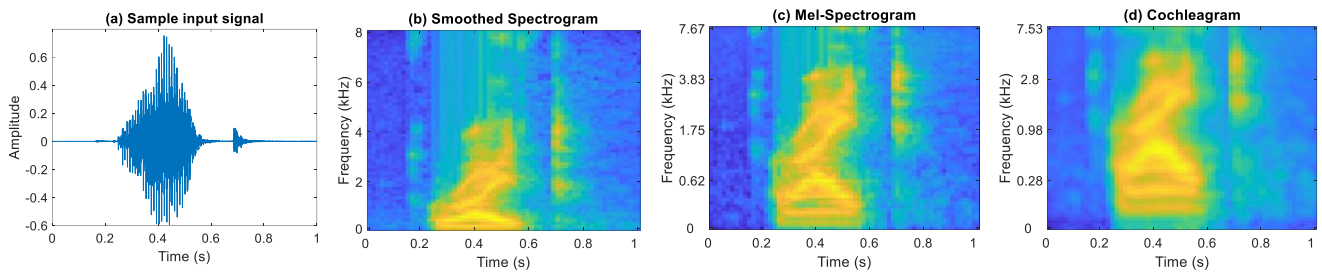 (a) Sample input signal
0.6
0.4
0.2
0
-0.2
-0.4
-0.6
Amplitude
0 0.2 0.4 0.6 0.8 1
Time (s)
(b) Smoothed Spectrogram
8
6
4
2
0
Frequency (kHz)
0 0.2 0.4 0.6 0.8 1
Time (s)
(c) Mel-Spectrogram
7.67
3.83
1.75
0.62
0
Frequency (kHz)
0 0.2 0.4 0.6 0.8 1
Time (s)
(d) Cochleagram
7.53
2.8
0.98
0.28
0
Frequency (kHz)
0 0.2 0.4 0.6 0.8 1
Time (s)